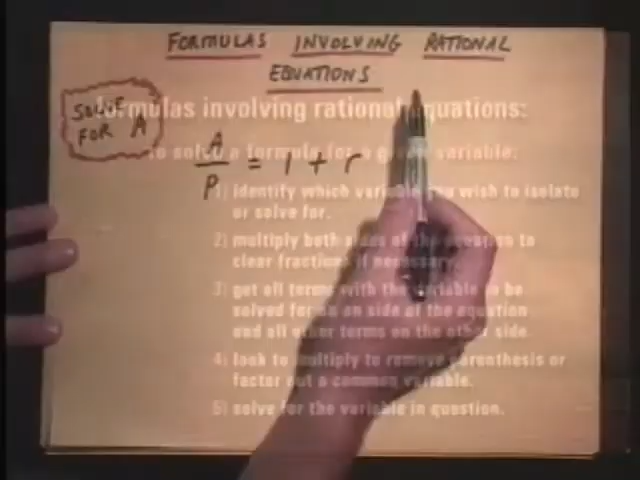 FORMULAS INVOLVING RATIONAL
EQUATIONS
SOLVE
FOR A
formulas involving rational equations:
to solve a formula for a given variable:
A
P = 1 + r
1) identify which variable you wish to isolate
or solve for.
2) multiply both sides of the equation to
clear fractions if necessary.
3) get all terms with the variable to be
solved for on on side of the equation
and all other terms on the other side.
4) look to multiply to remove parenthesis or
factor out a common variable.
5) solve for the variable in question.